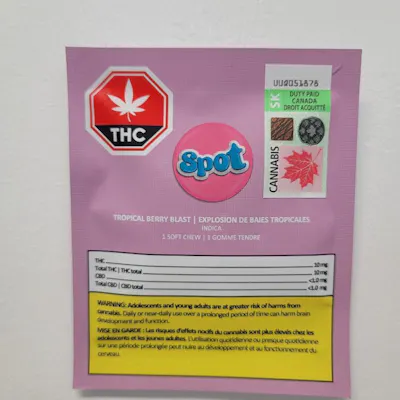 UU9051878
SK
DUTY PAID
CANADA
DROIT ACQUITTÉ
CANNABIS
THC
spot
TROPICAL BERRY BLAST | EXPLOSION DE BAIES TROPICALES
INDICA
1 SOFT CHEW | 1 GOMME TENDRE
THC 10 mg
Total THC | THC total 10 mg
CBD <1.2 mg
Total CBD | CBD total <1.2 mg
WARNING: Adolescents and young adults are at greater risk of harms from
cannabis. Daily or near-daily use over a prolonged period of time can harm brain
development and function.
MISE EN GARDE : Les risques d'effets nocifs du cannabis sont plus élevés chez les
adolescents et les jeunes adultes. L'utilisation quotidienne ou presque quotidienne
sur une période prolongée peut nuire au développement et au fonctionnement du
cerveau.